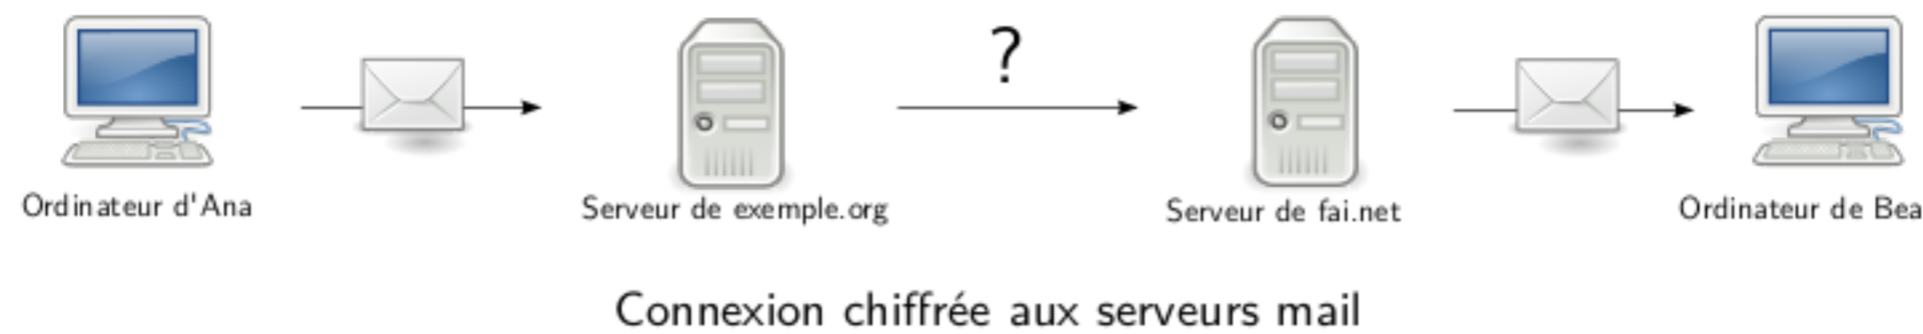 ?
Ordinateur d'Ana
Serveur de exemple.org
Serveur de fai.net
Ordinateur de Bea
Connexion chiffrée aux serveurs mail